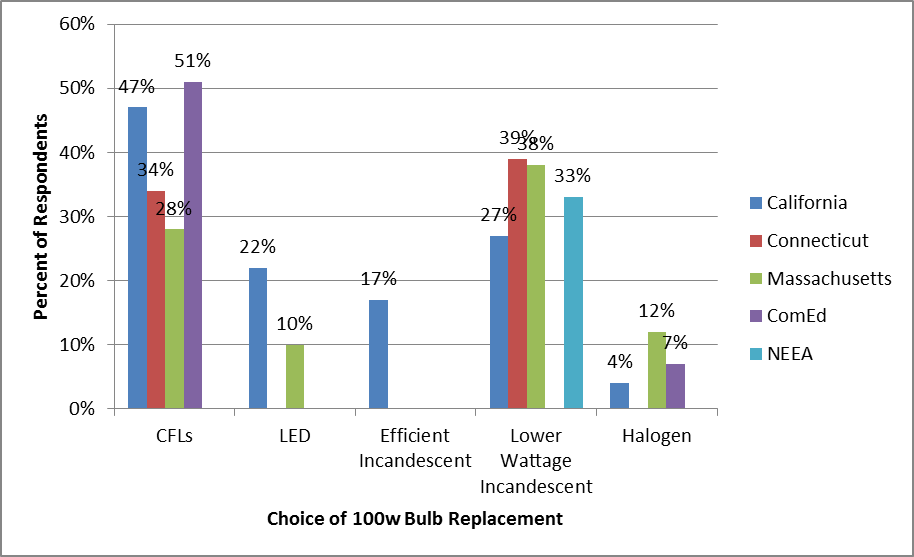 60%
50%
40%
30%
20%
10%
0%
Percent of Respondents
47%
34%
28%
51%
22%
10%
17%
27%
39%
38%
33%
4%
12%
7%
CFLs
LED
Efficient
Incandescent
Lower
Wattage
Incandescent
Halogen
Choice of 100w Bulb Replacement
California
Connecticut
Massachusetts
ComEd
NEEA